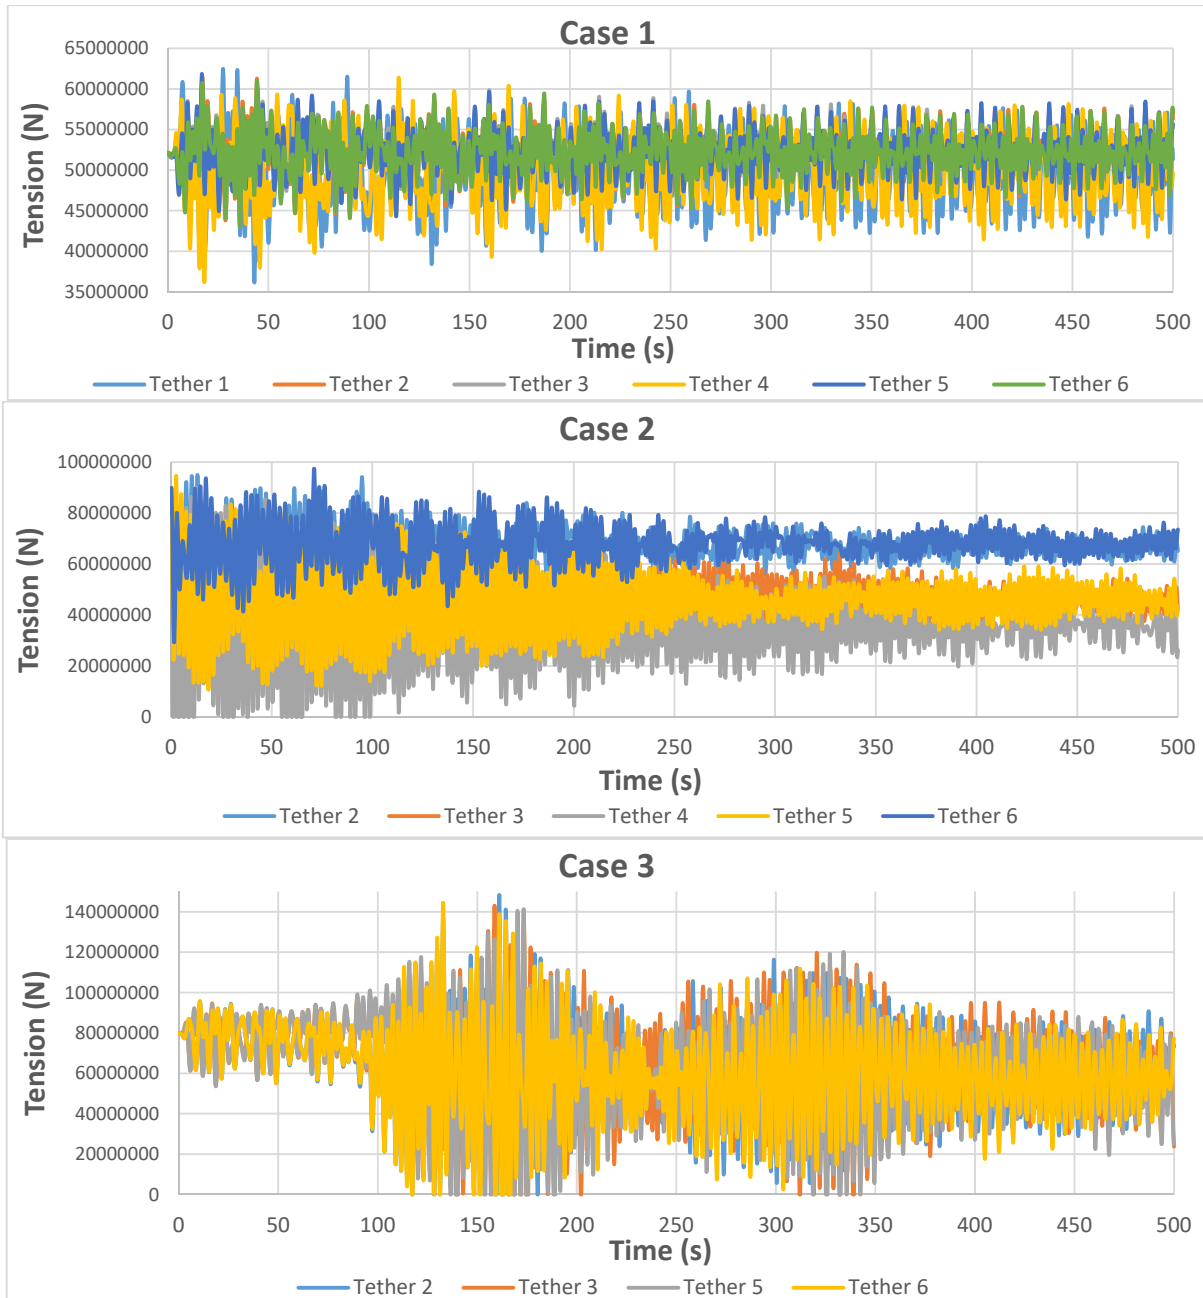 Case 1
65000000
60000000
55000000
50000000
45000000
40000000
35000000
Tension (N)
0 50 100 150 200 250 300 350 400 450 500
Time (s)
Tether 1 Tether 2 Tether 3 Tether 4 Tether 5 Tether 6
Case 2
100000000
80000000
60000000
40000000
20000000
0
Tension (N)
0 50 100 150 200 250 300 350 400 450 500
Time (s)
Tether 2 Tether 3 Tether 4 Tether 5 Tether 6
Case 3
140000000
120000000
100000000
80000000
60000000
40000000
20000000
0
Tension (N)
0 50 100 150 200 250 300 350 400 450 500
Time (s)
Tether 2 Tether 3 Tether 5 Tether 6